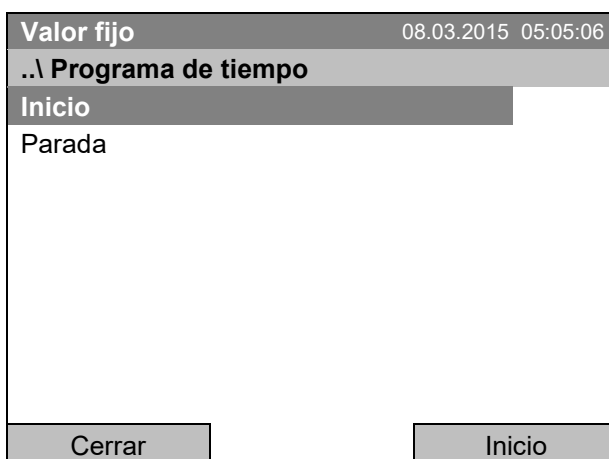 Valor fijo 08.03.2015 05:05:06
..\ Programa de tiempo
Inicio
Parada
Cerrar Inicio